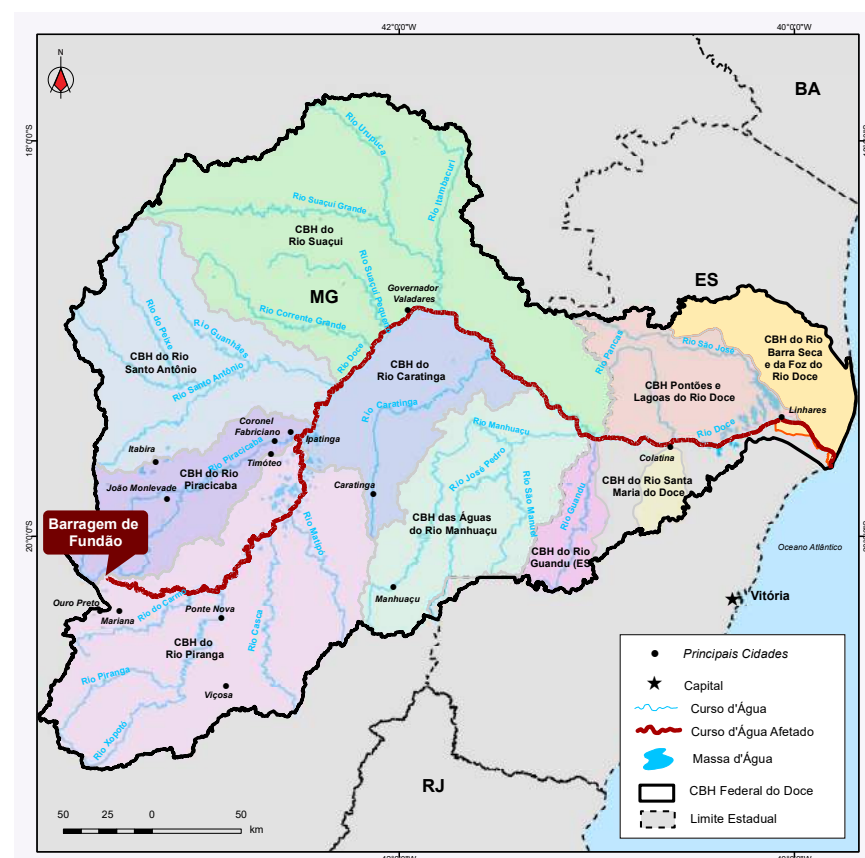 42°0'0"W
40°0'0"W
N
BA
18°0'0"S
Rio Urupuca
Rio Itambacuri
Rio Suaçuí Grande
CBH do
Rio Suaçui
Rio Suaçuí Pequeno
ES
MG
Governador
Valadares
Rio Corrente Grande
Rio do Peixe
Rio Guanhães
CBH do Rio
Santo Antônio
Rio Santo Antônio
Rio Doce
CBH do
Rio Caratinga
Rio Caratinga
Rio Pancas
Rio São José
CBH do Rio
Barra Seca
e da Foz do
Rio Doce
CBH Pontões e
Lagoas do Rio Doce
Linhares
Rio Doce
Colatina
Coronel
Fabriciano
Ipatinga
Timóteo
Itabira
Rio Piracicaba
CBH do Rio
Piracicaba
João Monlevade
Caratinga
Rio Manhuaçu
Rio José Pedro
Rio São Manuel
CBH das Águas
do Rio Manhuaçu
Rio Guandu
CBH do Rio
Guandu (ES)
CBH do Rio Santa
Maria do Doce
Barragem de
Fundão
Rio Matipó
Oceano Atlântico
Manhuaçu
Vitória
Ouro Preto
Mariana
Rio do Carmo
Ponte Nova
Rio Casca
CBH do
Rio Piranga
Rio Piranga
Viçosa
Rio Xopotó
RJ
Principais Cidades
Capital
Curso d'Água
Curso d'Água Afetado
Massa d'Água
CBH Federal do Doce
Limite Estadual
50 25 0 50
km